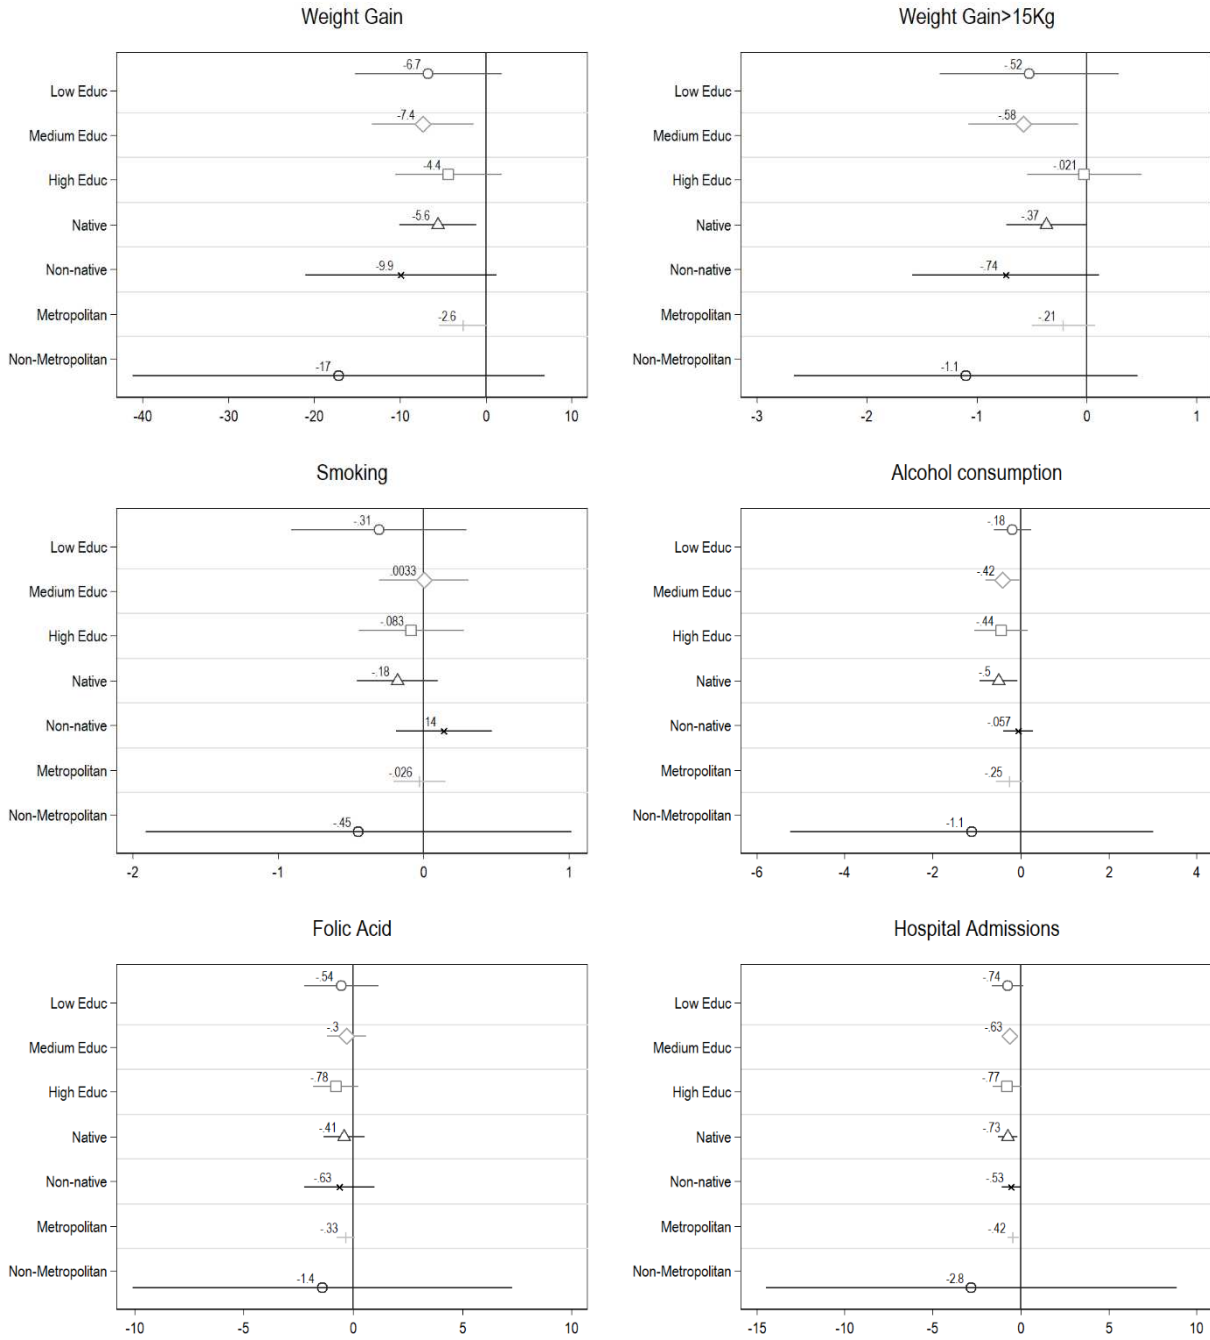 Weight Gain
Low Educ
-6.7
Medium Educ
-7.4
High Educ
-4.4
Native
-5.6
Non-native
-9.9
Metropolitan
-2.6
Non-Metropolitan
-17
-40 -30 -20 -10 0 10
Weight Gain>15Kg
Low Educ
-.52
Medium Educ
-.58
High Educ
-.021
Native
-.37
Non-native
-.74
Metropolitan
-.21
Non-Metropolitan
-1.1
-3 -2 -1 0 1
Smoking
Low Educ
-.31
Medium Educ
.0033
High Educ
-.083
Native
-.18
Non-native
14
Metropolitan
-.026
Non-Metropolitan
-.45
-2 -1 0 1
Alcohol consumption
Low Educ
-.18
Medium Educ
-.42
High Educ
-.44
Native
-.5
Non-native
-.057
Metropolitan
-.25
Non-Metropolitan
-1.1
-6 -4 -2 0 2 4
Folic Acid
Low Educ
-.54
Medium Educ
-.3
High Educ
-.78
Native
-.41
Non-native
-.63
Metropolitan
-.33
Non-Metropolitan
-1.4
-10 -5 0 5 10
Hospital Admissions
Low Educ
-.74
Medium Educ
-.63
High Educ
-.77
Native
-.73
Non-native
-.53
Metropolitan
-.42
Non-Metropolitan
-2.8
-15 -10 -5 0 5 10